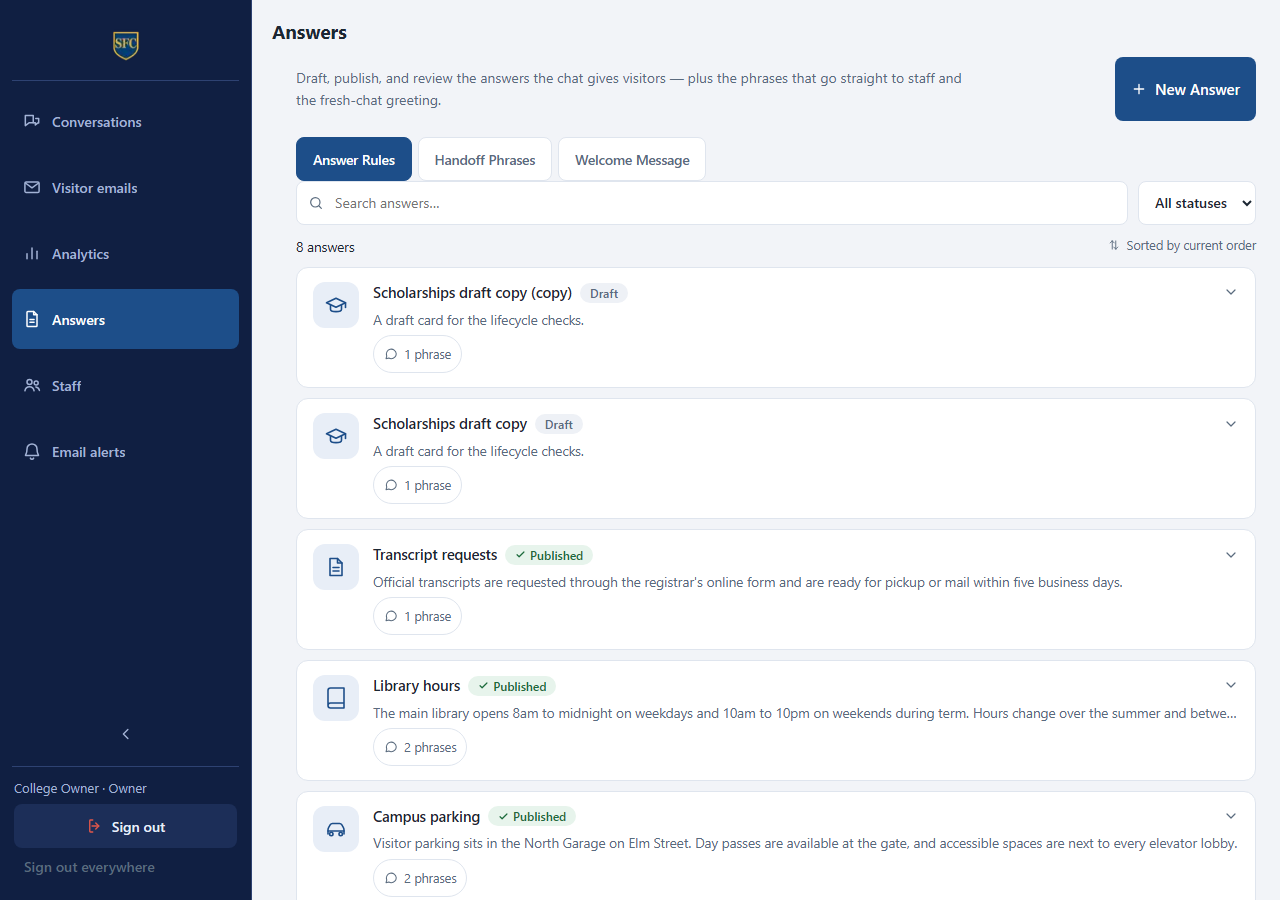 SFC
Conversations
Visitor emails
Analytics
Answers
Staff
Email alerts
College Owner · Owner
Sign out
Sign out everywhere
Answers
Draft, publish, and review the answers the chat gives visitors — plus the phrases that go straight to staff and
the fresh-chat greeting.
+ New Answer
Answer Rules
Handoff Phrases
Welcome Message
Search answers...
All statuses
8 answers
Sorted by current order
Scholarships draft copy (copy)
Draft
A draft card for the lifecycle checks.
1 phrase
Scholarships draft copy
Draft
A draft card for the lifecycle checks.
1 phrase
Transcript requests
Published
Official transcripts are requested through the registrar's online form and are ready for pickup or mail within five business days.
1 phrase
Library hours
Published
The main library opens 8am to midnight on weekdays and 10am to 10pm on weekends during term. Hours change over the summer and betwe...
2 phrases
Campus parking
Published
Visitor parking sits in the North Garage on Elm Street. Day passes are available at the gate, and accessible spaces are next to every elevator lobby.
2 phrases